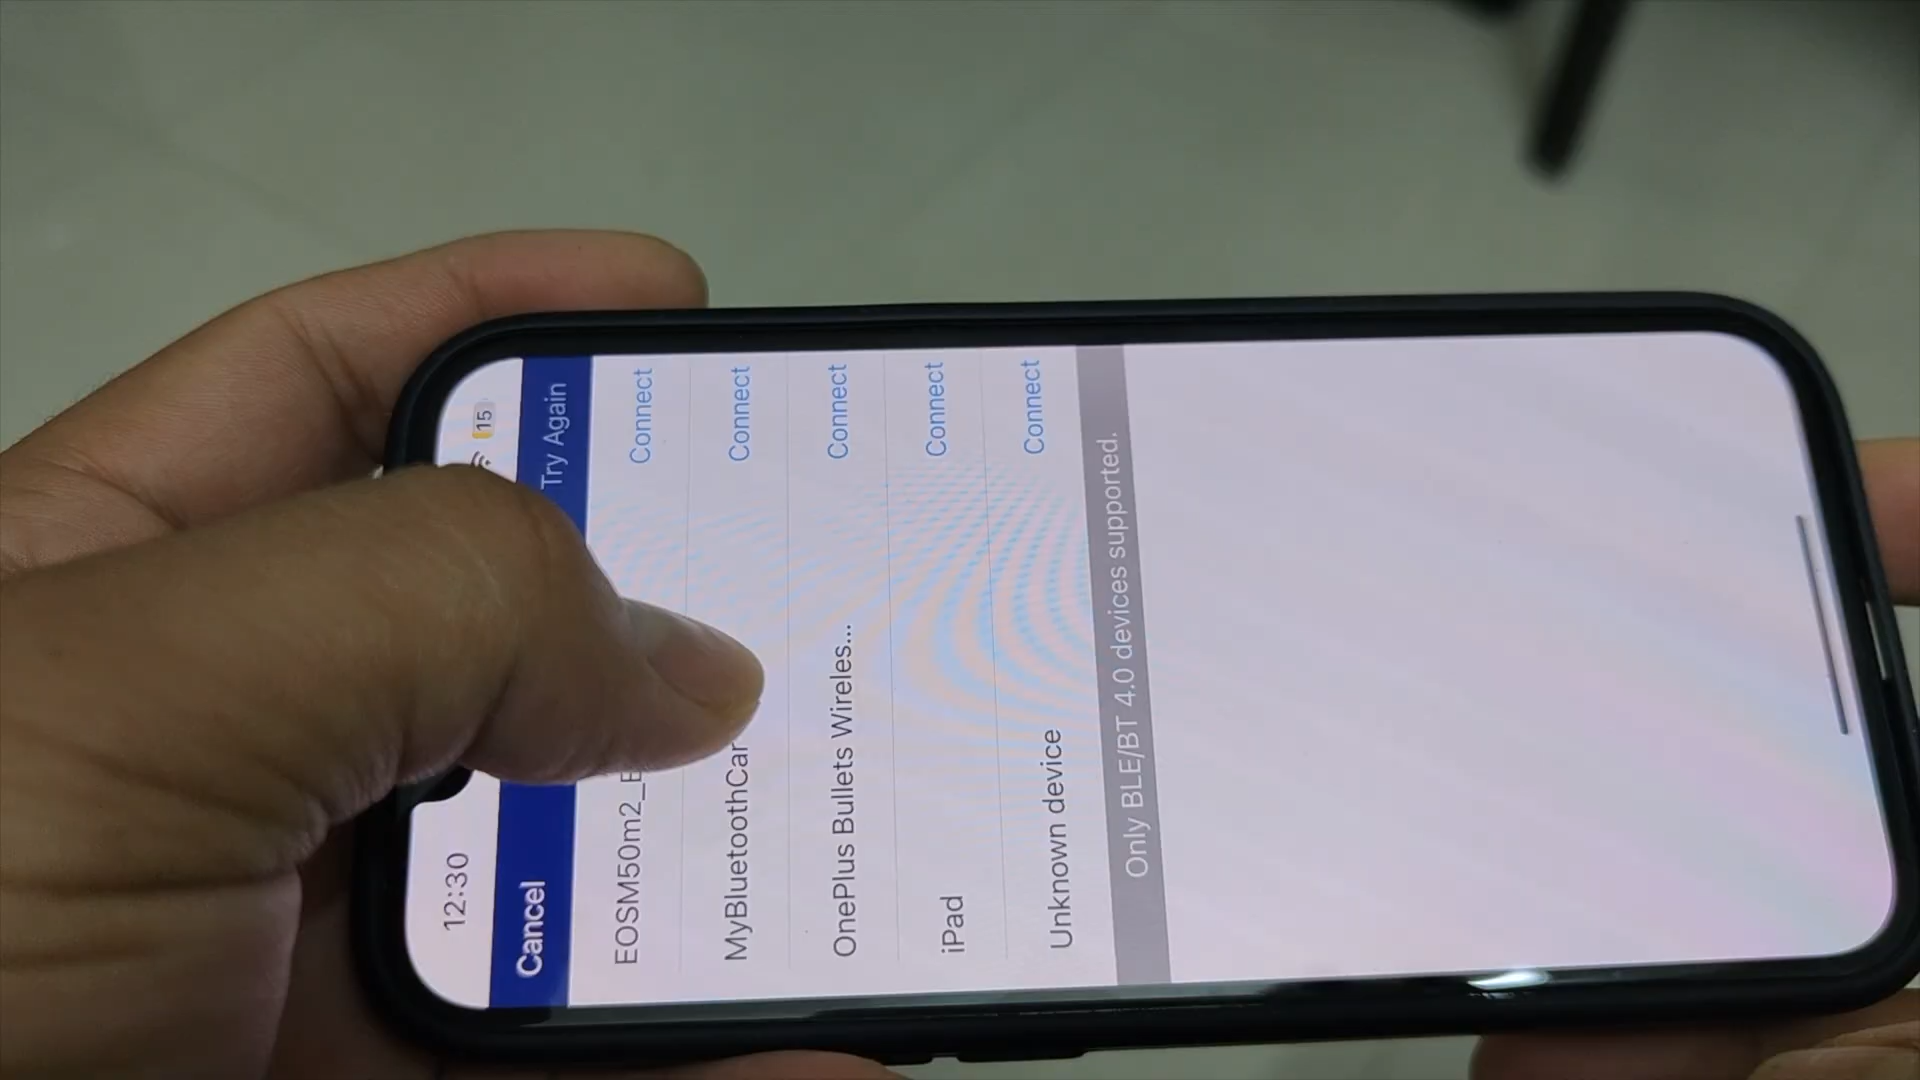 12:30
15
Cancel
Try Again
EOSM50m2_
Connect
MyBluetoothCar
Connect
OnePlus Bullets Wireles...
Connect
iPad
Connect
Unknown device
Connect
Only BLE/BT 4.0 devices supported.